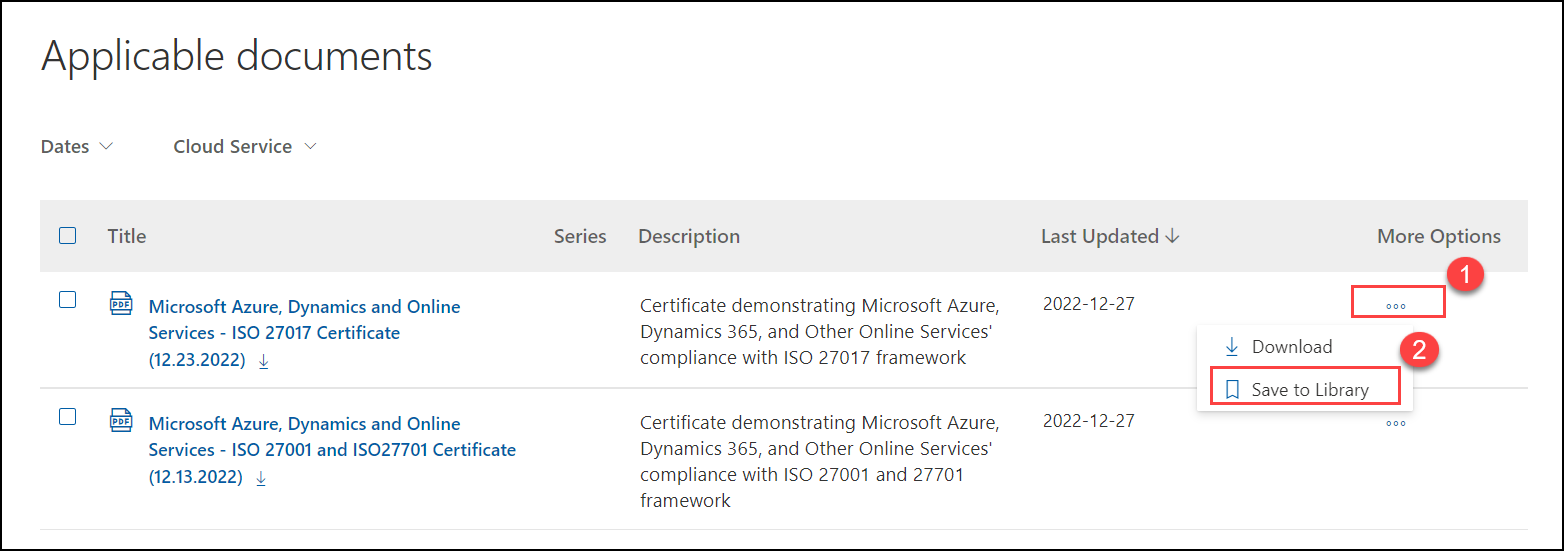 Applicable documents
Dates Cloud Service
Title Series Description Last Updated More Options
1
PDF
Microsoft Azure, Dynamics and Online
Services - ISO 27017 Certificate
(12.23.2022)
Certificate demonstrating Microsoft Azure,
Dynamics 365, and Other Online Services'
compliance with ISO 27017 framework
2022-12-27
Download
2
Save to Library
PDF
Microsoft Azure, Dynamics and Online
Services - ISO 27001 and ISO27701 Certificate
(12.13.2022)
Certificate demonstrating Microsoft Azure,
Dynamics 365, and Other Online Services'
compliance with ISO 27001 and 27701
framework
2022-12-27